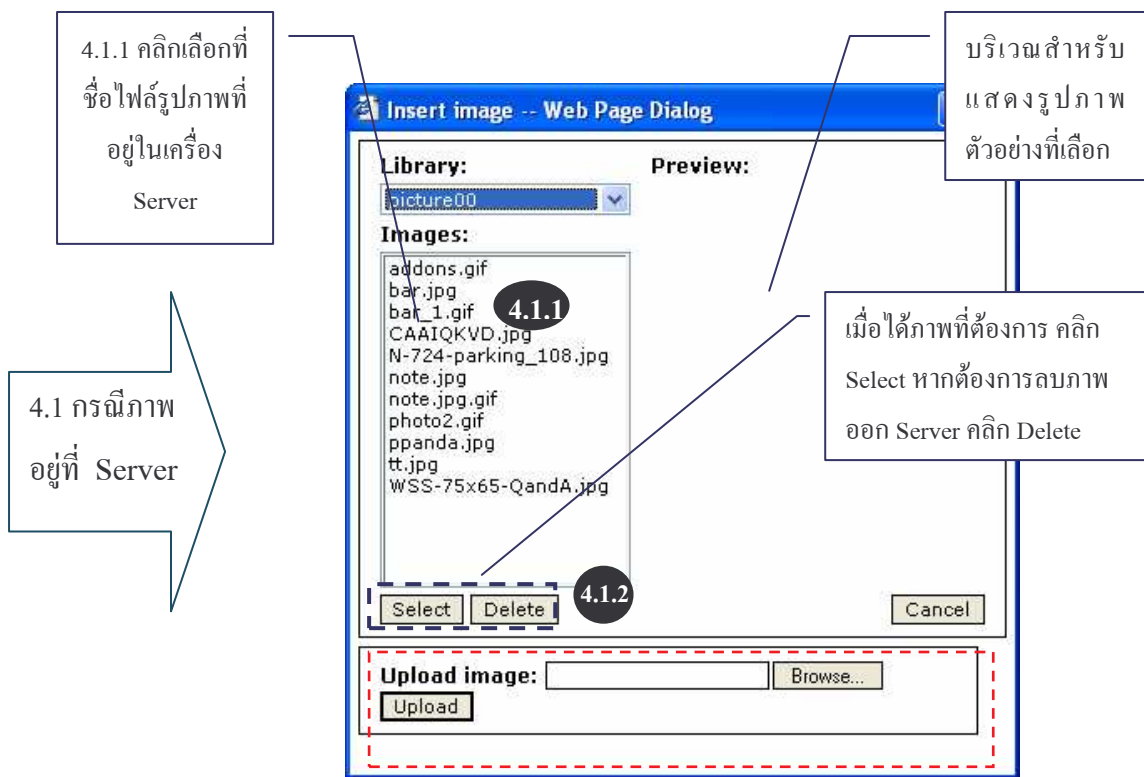 4.1.1 คลิกเลือกที่
ชื่อไฟล์รูปภาพที่
อยู่ในเครื่อง
Server
บริเวณสำหรับ
แสดงรูปภาพ
ตัวอย่างที่เลือก
Insert image -- Web Page Dialog
Library:
Preview:
picture00
Images:
addons.gif
bar.jpg
bar_1.gif
4.1.1
CAAIQKVD.jpg
N-724-parking_108.jpg
note.jpg
note.jpg.gif
photo2.gif
ppanda.jpg
tt.jpg
WSS-75x65-QandA.jpg
เมื่อได้ภาพที่ต้องการ คลิก
Select หากต้องการลบภาพ
ออก Server คลิก Delete
4.1 กรณีภาพ
อยู่ที่ Server
Select Delete
4.1.2
Cancel
Upload image:
Browse...
Upload